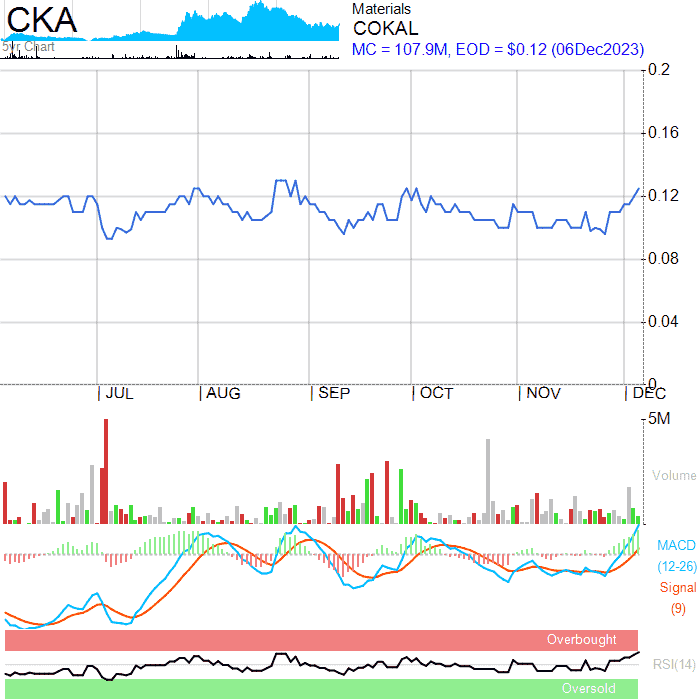 CKA
5yr Chart
Materials
COKAL
MC = 107.9M, EOD = $0.12 (06Dec2023)
0.2
0.16
0.12
0.08
0.04
0
JUL
AUG
SEP
OCT
NOV
DEC
5M
Volume
MACD
(12-26)
Signal
(9)
Overbought
RSI(14)
Oversold